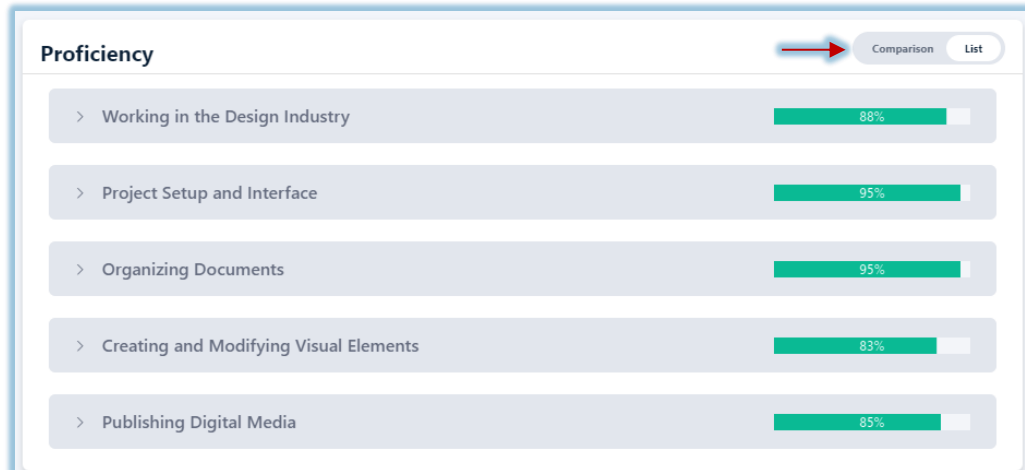 Proficiency
Comparison List
Working in the Design Industry 88%
Project Setup and Interface 95%
Organizing Documents 95%
Creating and Modifying Visual Elements 83%
Publishing Digital Media 85%